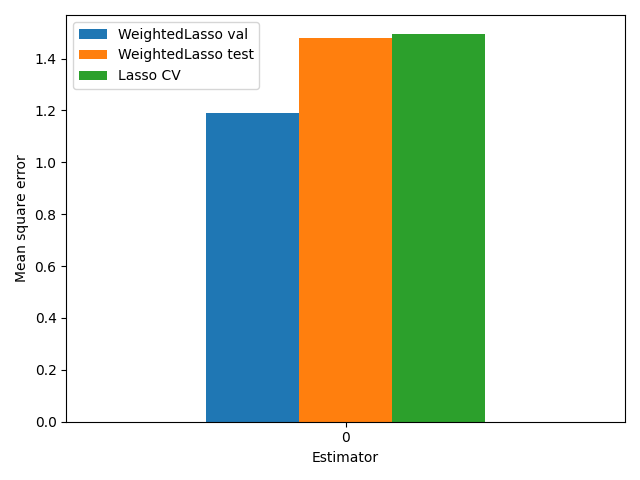 WeightedLasso val
WeightedLasso test
Lasso CV
Mean square error
1.4
1.2
1.0
0.8
0.6
0.4
0.2
0.0
0
Estimator